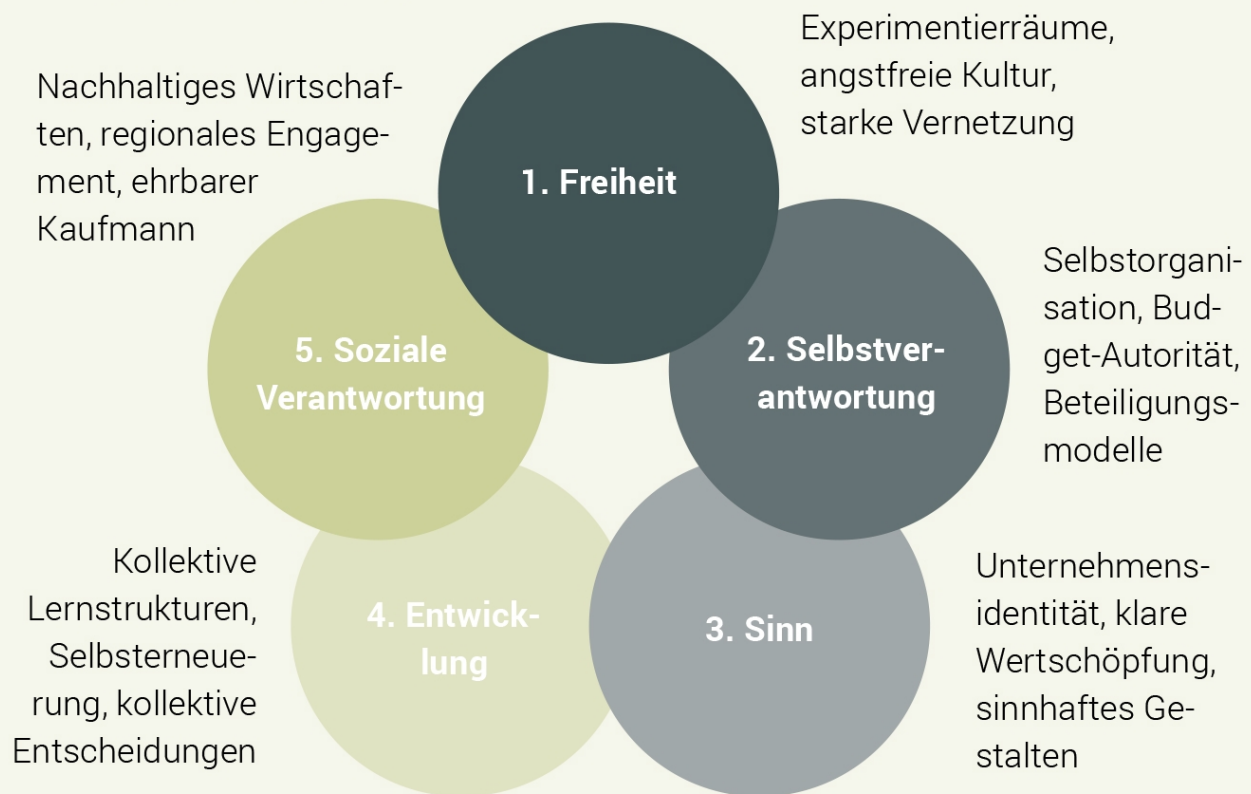 1. Freiheit
Experimentierräume,
angstfreie Kultur,
starke Vernetzung
2. Selbstver-
antwortung
Selbstorgani-
sation, Bud-
get-Autorität,
Beteiligungs-
modelle
3. Sinn
Unternehmens-
identität, klare
Wertschöpfung,
sinnhaftes Ge-
stalten
4. Entwick-
lung
Kollektive
Lernstrukturen,
Selbsterneue-
rung, kollektive
Entscheidungen
5. Soziale
Verantwortung
Nachhaltiges Wirtschaf-
ten, regionales Engage-
ment, ehrbarer
Kaufmann